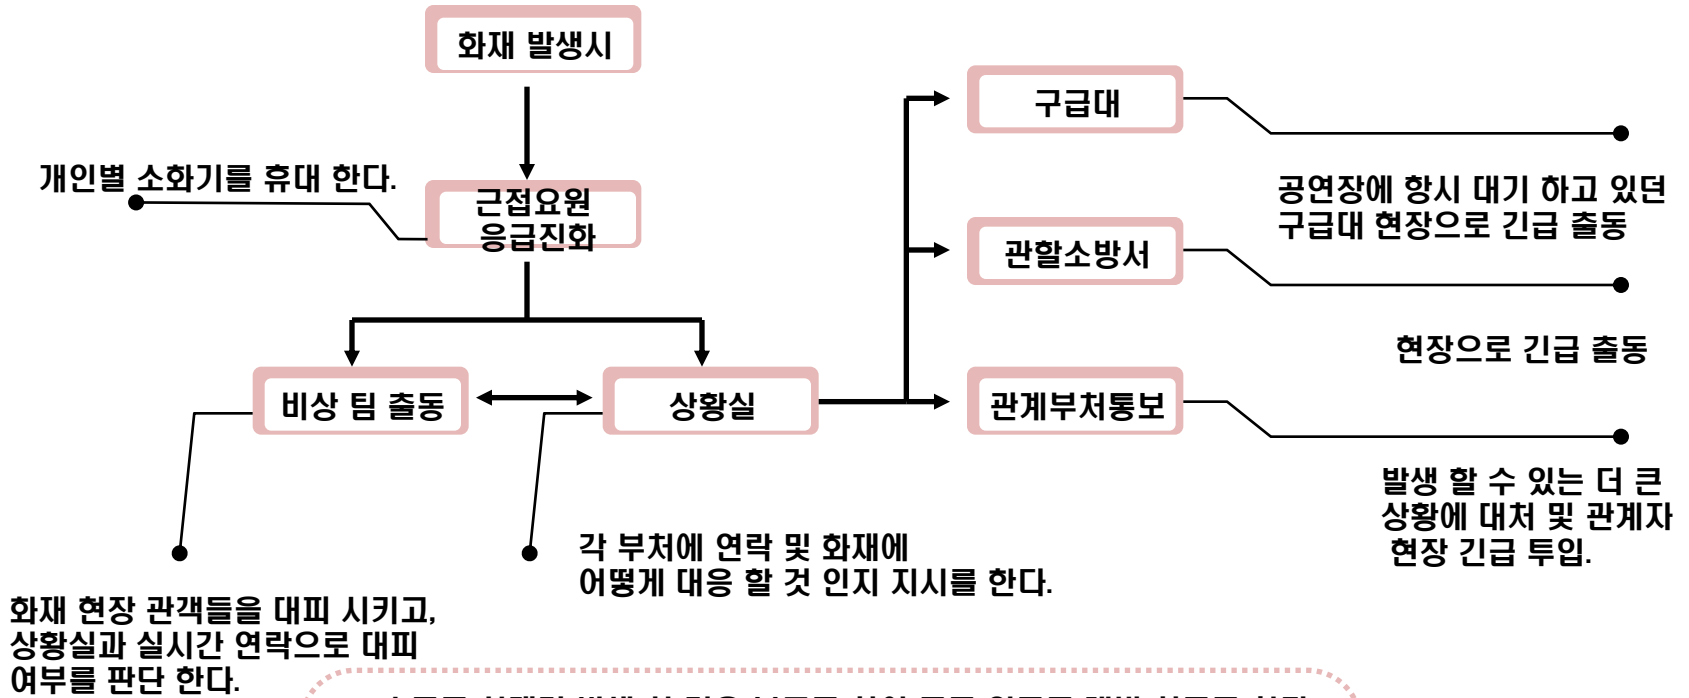 화재 발생시
구급대
개인별 소화기를 휴대 한다.
근접요원
응급진화
공연장에 항시 대기 하고 있던
구급대 현장으로 긴급 출동
관할소방서
현장으로 긴급 출동
비상 팀 출동
상황실
관계부처통보
발생 할 수 있는 더 큰
상황에 대처 및 관계자
현장 긴급 투입.
각 부처에 연락 및 화재에
어떻게 대응 할 것 인지 지시를 한다.
화재 현장 관객들을 대피 시키고,
상황실과 실시간 연락으로 대피
여부를 판단 한다.